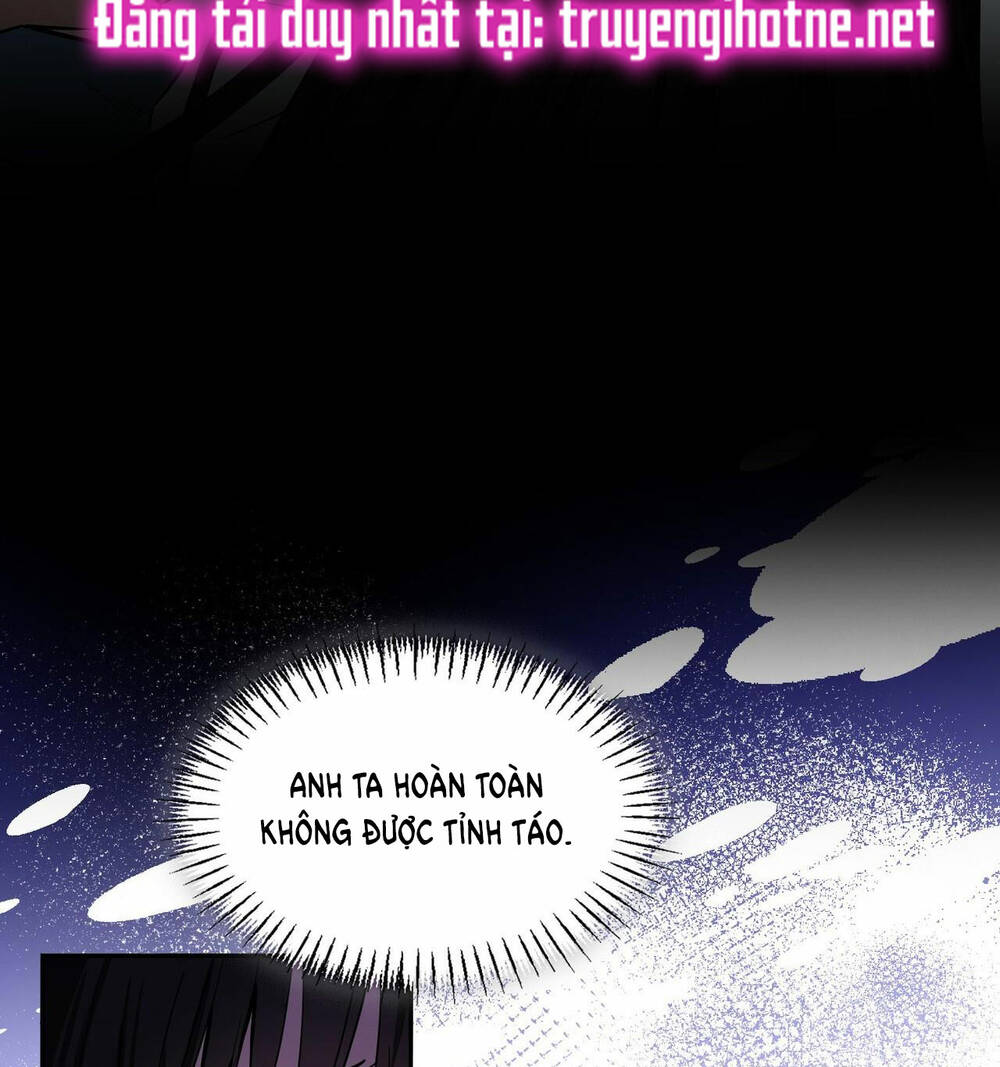 Đăng tải duy nhất tại: truyengihotne.net
ANH TA HOÀN TOÀN
KHÔNG ĐƯỢC TỈNH TÁO.